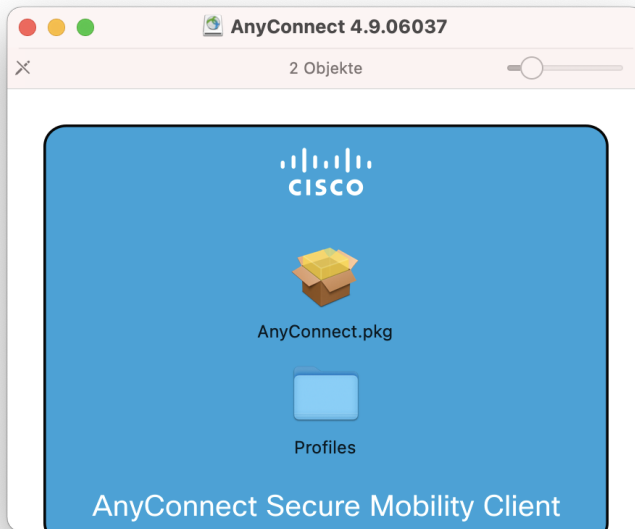 AnyConnect 4.9.06037
2 Objekte
CISCO
AnyConnect.pkg
Profiles
AnyConnect Secure Mobility Client